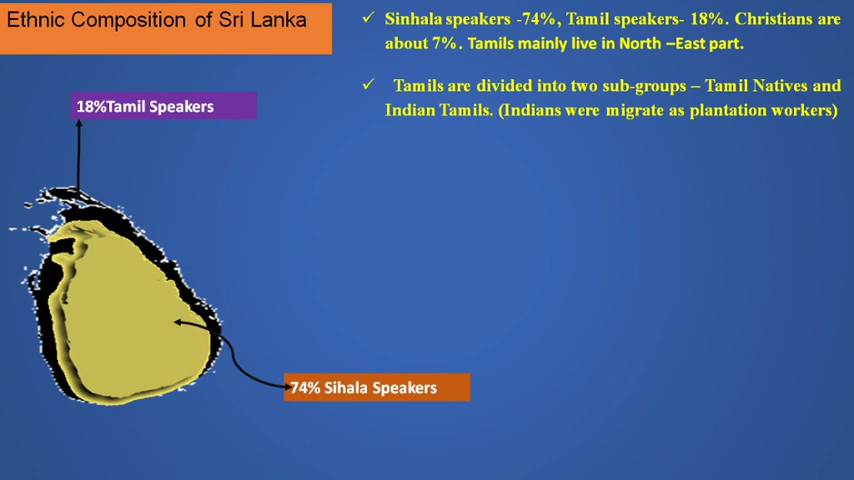 Ethnic Composition of Sri Lanka
✓ Sinhala speakers -74%, Tamil speakers- 18%. Christians are
about 7%. Tamils mainly live in North –East part.
✓ Tamils are divided into two sub-groups – Tamil Natives and
Indian Tamils. (Indians were migrate as plantation workers)
18%Tamil Speakers
74% Sihala Speakers